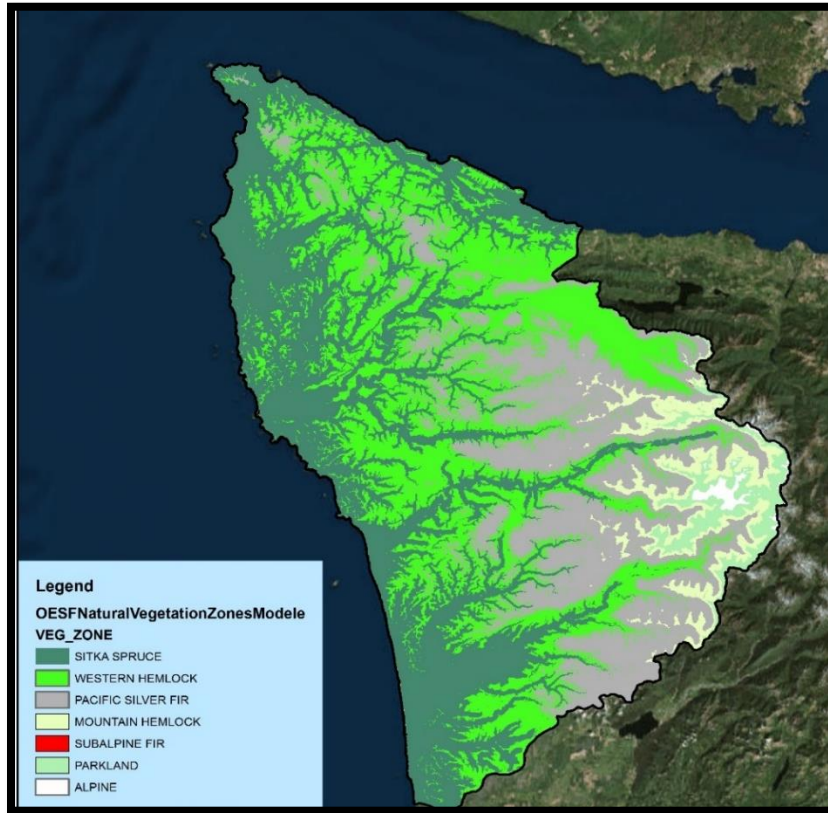 Legend
OESFNaturalVegetationZonesModele
VEG_ZONE
SITKA SPRUCE
WESTERN HEMLOCK
PACIFIC SILVER FIR
MOUNTAIN HEMLOCK
SUBALPINE FIR
PARKLAND
ALPINE